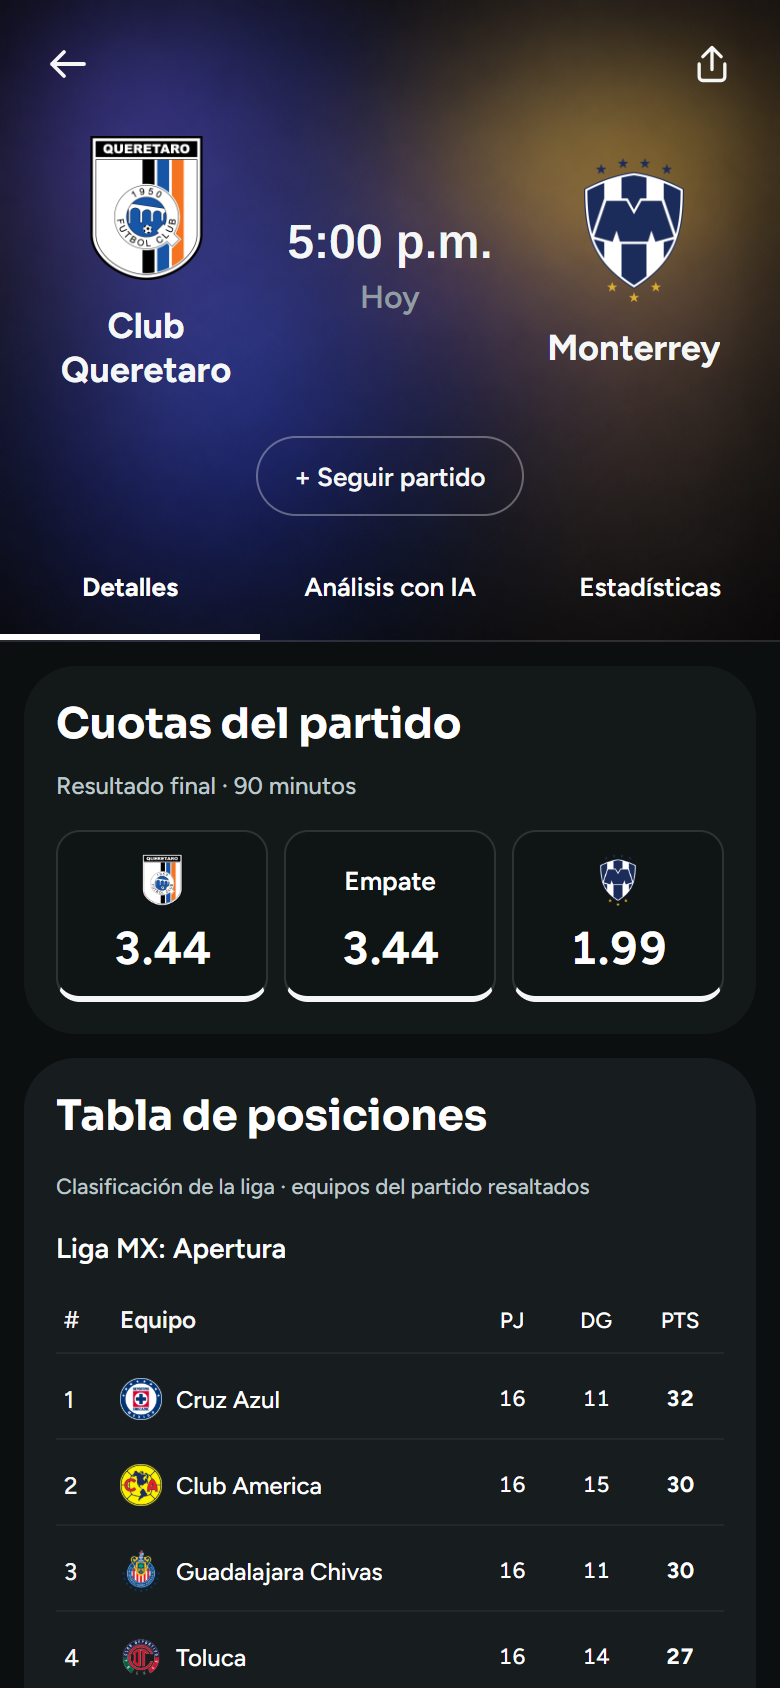 QUERETARO
1950
FUTBOL CLUB
5:00 p.m.
Hoy
Club
Queretaro
Monterrey
+ Seguir partido
Detalles
Análisis con IA
Estadísticas
Cuotas del partido
Resultado final · 90 minutos
QUERETARO
Empate
3.44
3.44
1.99
Tabla de posiciones
Clasificación de la liga · equipos del partido resaltados
Liga MX: Apertura
# Equipo PJ DG PTS
1 Cruz Azul 16 11 32
2 CA Club America 16 15 30
3 Guadalajara Chivas 16 11 30
4 Toluca 16 14 27